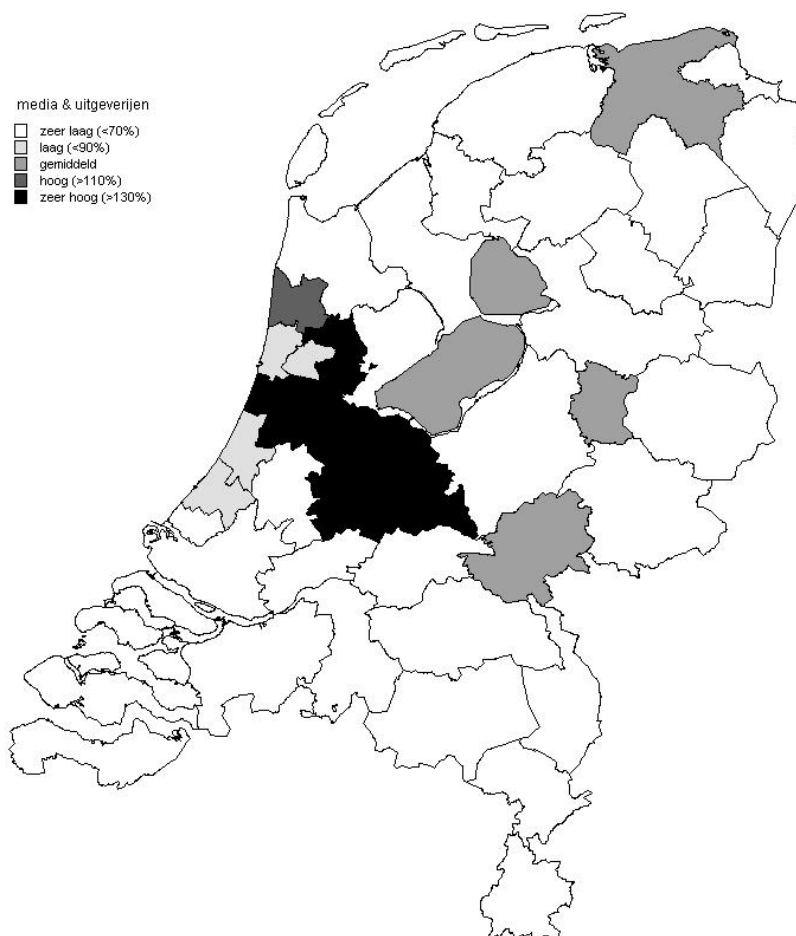 media & uitgeverijen
zeer laag (<70%)
laag (<90%)
gemiddeld
hoog (>110%)
zeer hoog (>130%)